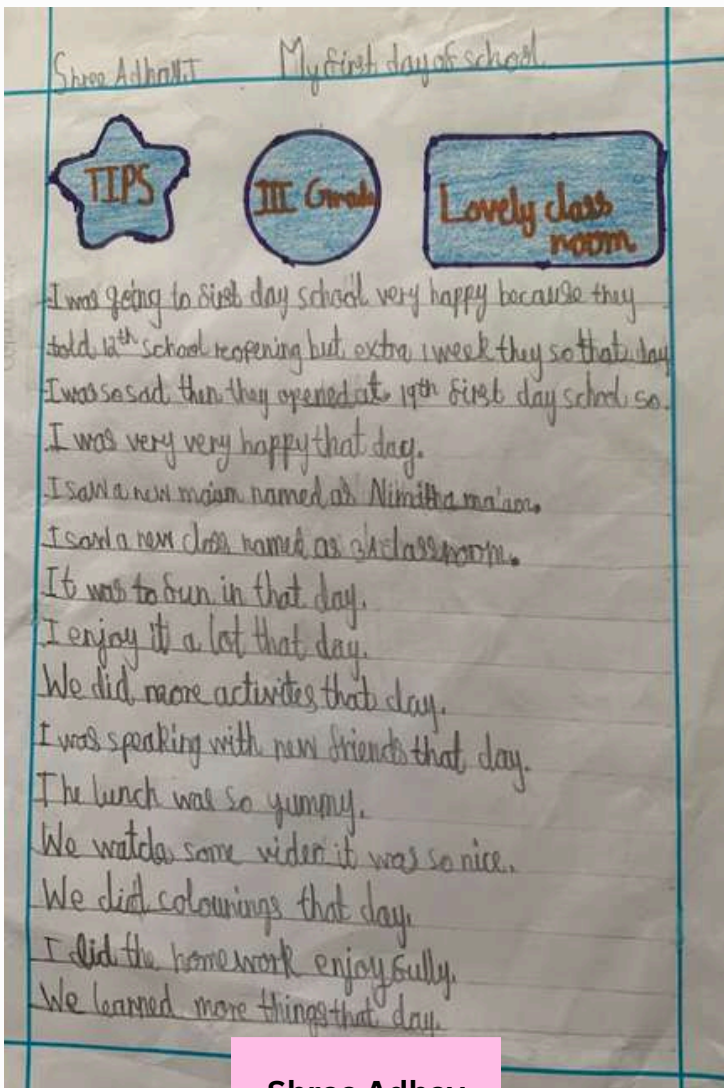 Shree Adhav.J My first day of school
TIPS
III Grade
Lovely class
room
I was going to first day school very happy because they
told 12th school reopening but extra 1 week they so that day
I was so sad then they opened at 19th first day school so.
I was very very happy that day.
I saw a new ma'am named as Nimitha ma'am.
I saw a new class named as 3A classroom.
It was to fun in that day.
I enjoy it a lot that day.
We did more activites that day.
I was speaking with new friends that day.
The lunch was so yummy.
We some video it was so nice.
We did colourings that day.
I did the homework enjoyfully.
We learned more things that day.
Shree Adhav